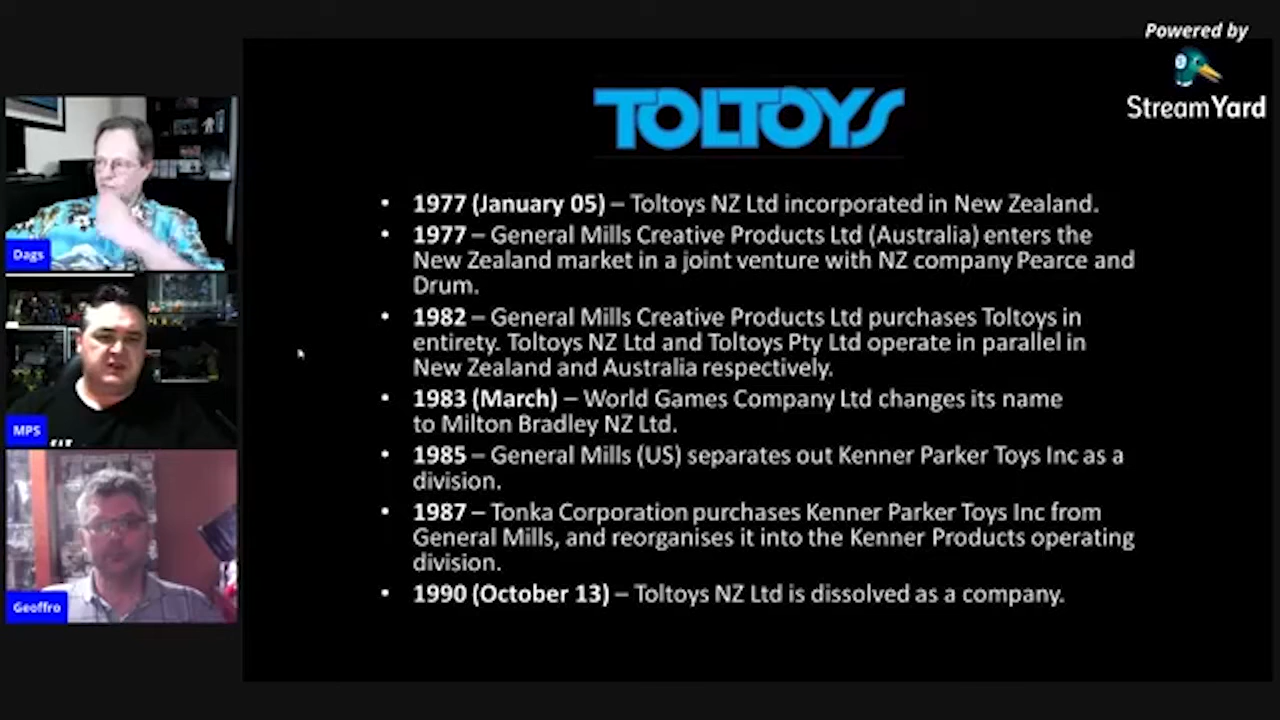 Powered by
StreamYard
TOLTOYS
• 1977 (January 05) – Toltoys NZ Ltd incorporated in New Zealand.
• 1977 – General Mills Creative Products Ltd (Australia) enters the
New Zealand market in a joint venture with NZ company Pearce and
Drum.
• 1982 – General Mills Creative Products Ltd purchases Toltoys in
entirety. Toltoys NZ Ltd and Toltoys Pty Ltd operate in parallel in
New Zealand and Australia respectively.
• 1983 (March) – World Games Company Ltd changes its name
to Milton Bradley NZ Ltd.
• 1985 – General Mills (US) separates out Kenner Parker Toys Inc as a
division.
• 1987 – Tonka Corporation purchases Kenner Parker Toys Inc from
General Mills, and reorganises it into the Kenner Products operating
division.
• 1990 (October 13) – Toltoys NZ Ltd is dissolved as a company.
Dags
MPS
Geoffro